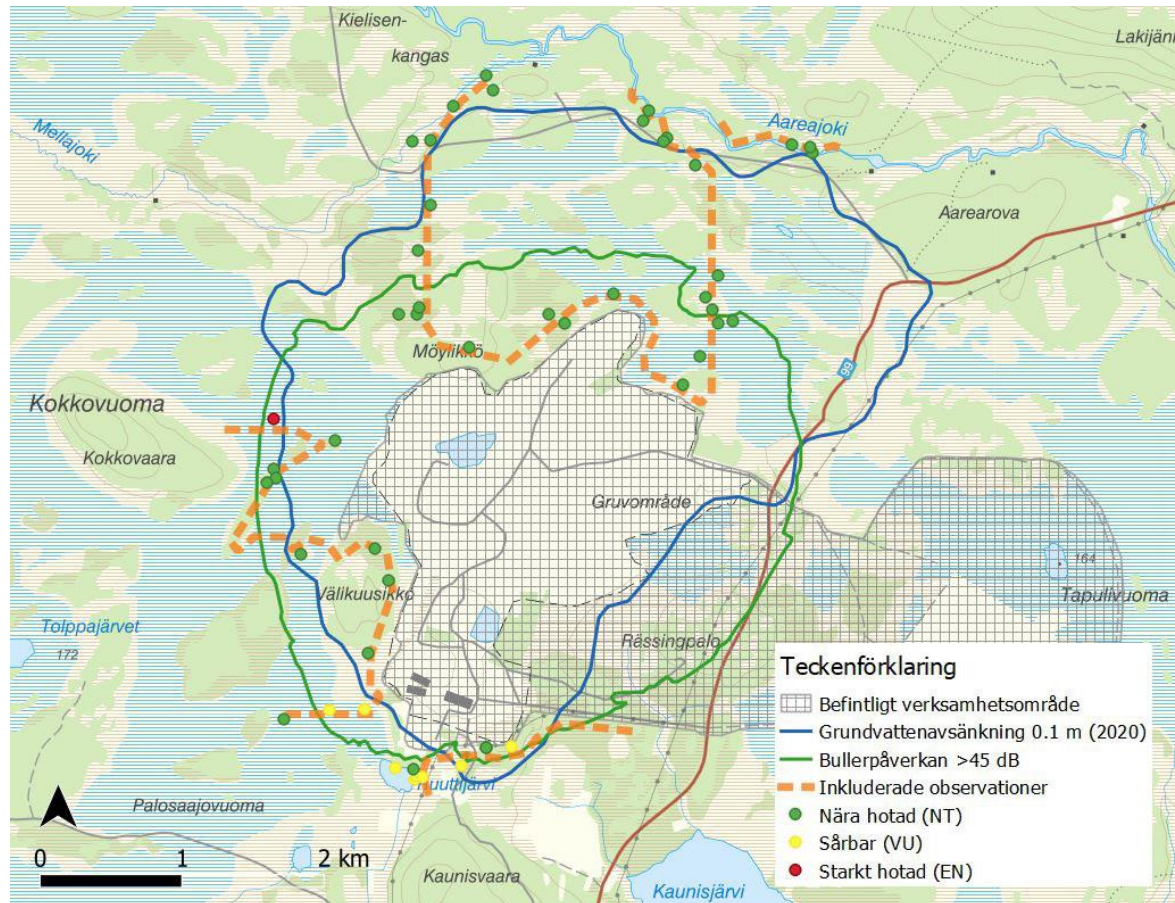 Kielisen-
kangas
Lakijän
Mellajoki
Aareajoki
Aarearova
99
Möylikkö
Kokkovuoma
Kokkovaara
Gruvområde
164
Tapulivuoma
Välikuusikko
Tolppajärvet
172
Rässingpalo
Teckenförklaring
Befintligt verksamhetsområde
Grundvattenavsänkning 0.1 m (2020)
Bullerpåverkan >45 dB
Inkluderade observationer
Nära hotad (NT)
Sårbar (VU)
Starkt hotad (EN)
Palosaajovuoma
0 1 2 km
Kaunisvaara
Kaunisjärvi